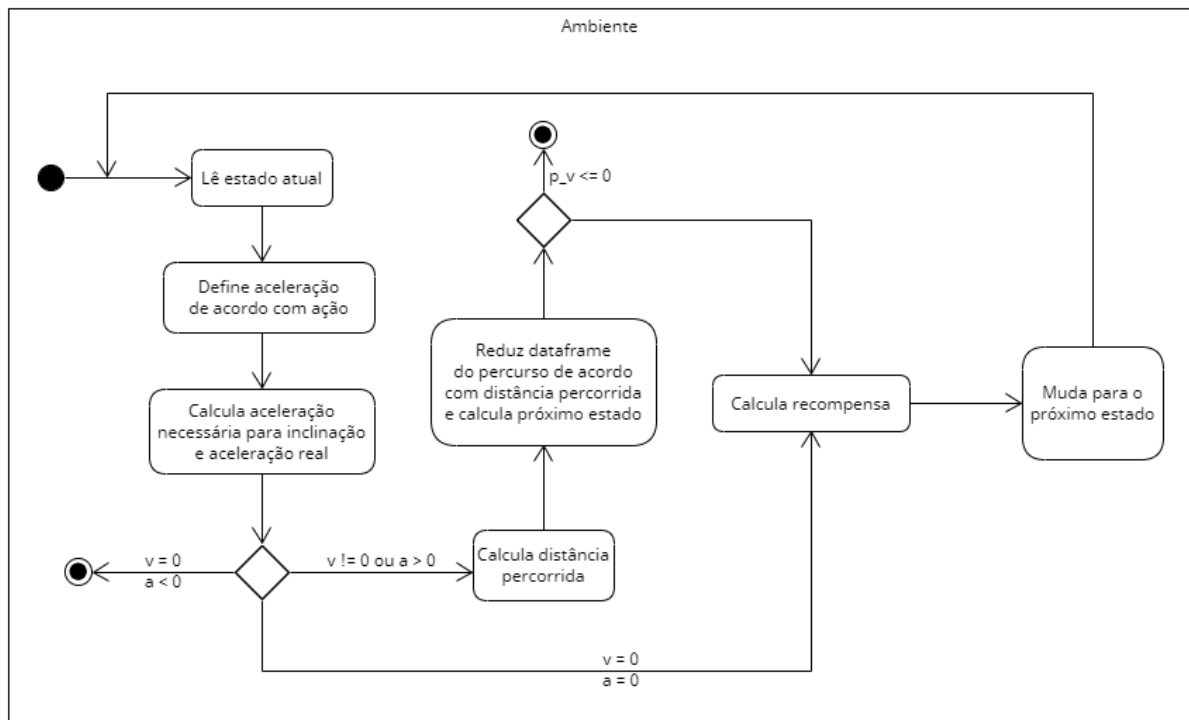 Ambiente
Lê estado atual
Define aceleração
de acordo com ação
Calcula aceleração
necessária para inclinação
e aceleração real
v = 0
a < 0
v != 0 ou a > 0
Calcula distância
percorrida
Reduz dataframe
do percurso de acordo
com distância percorrida
e calcula próximo estado
p_v <= 0
Calcula recompensa
v = 0
a = 0
Muda para o
próximo estado